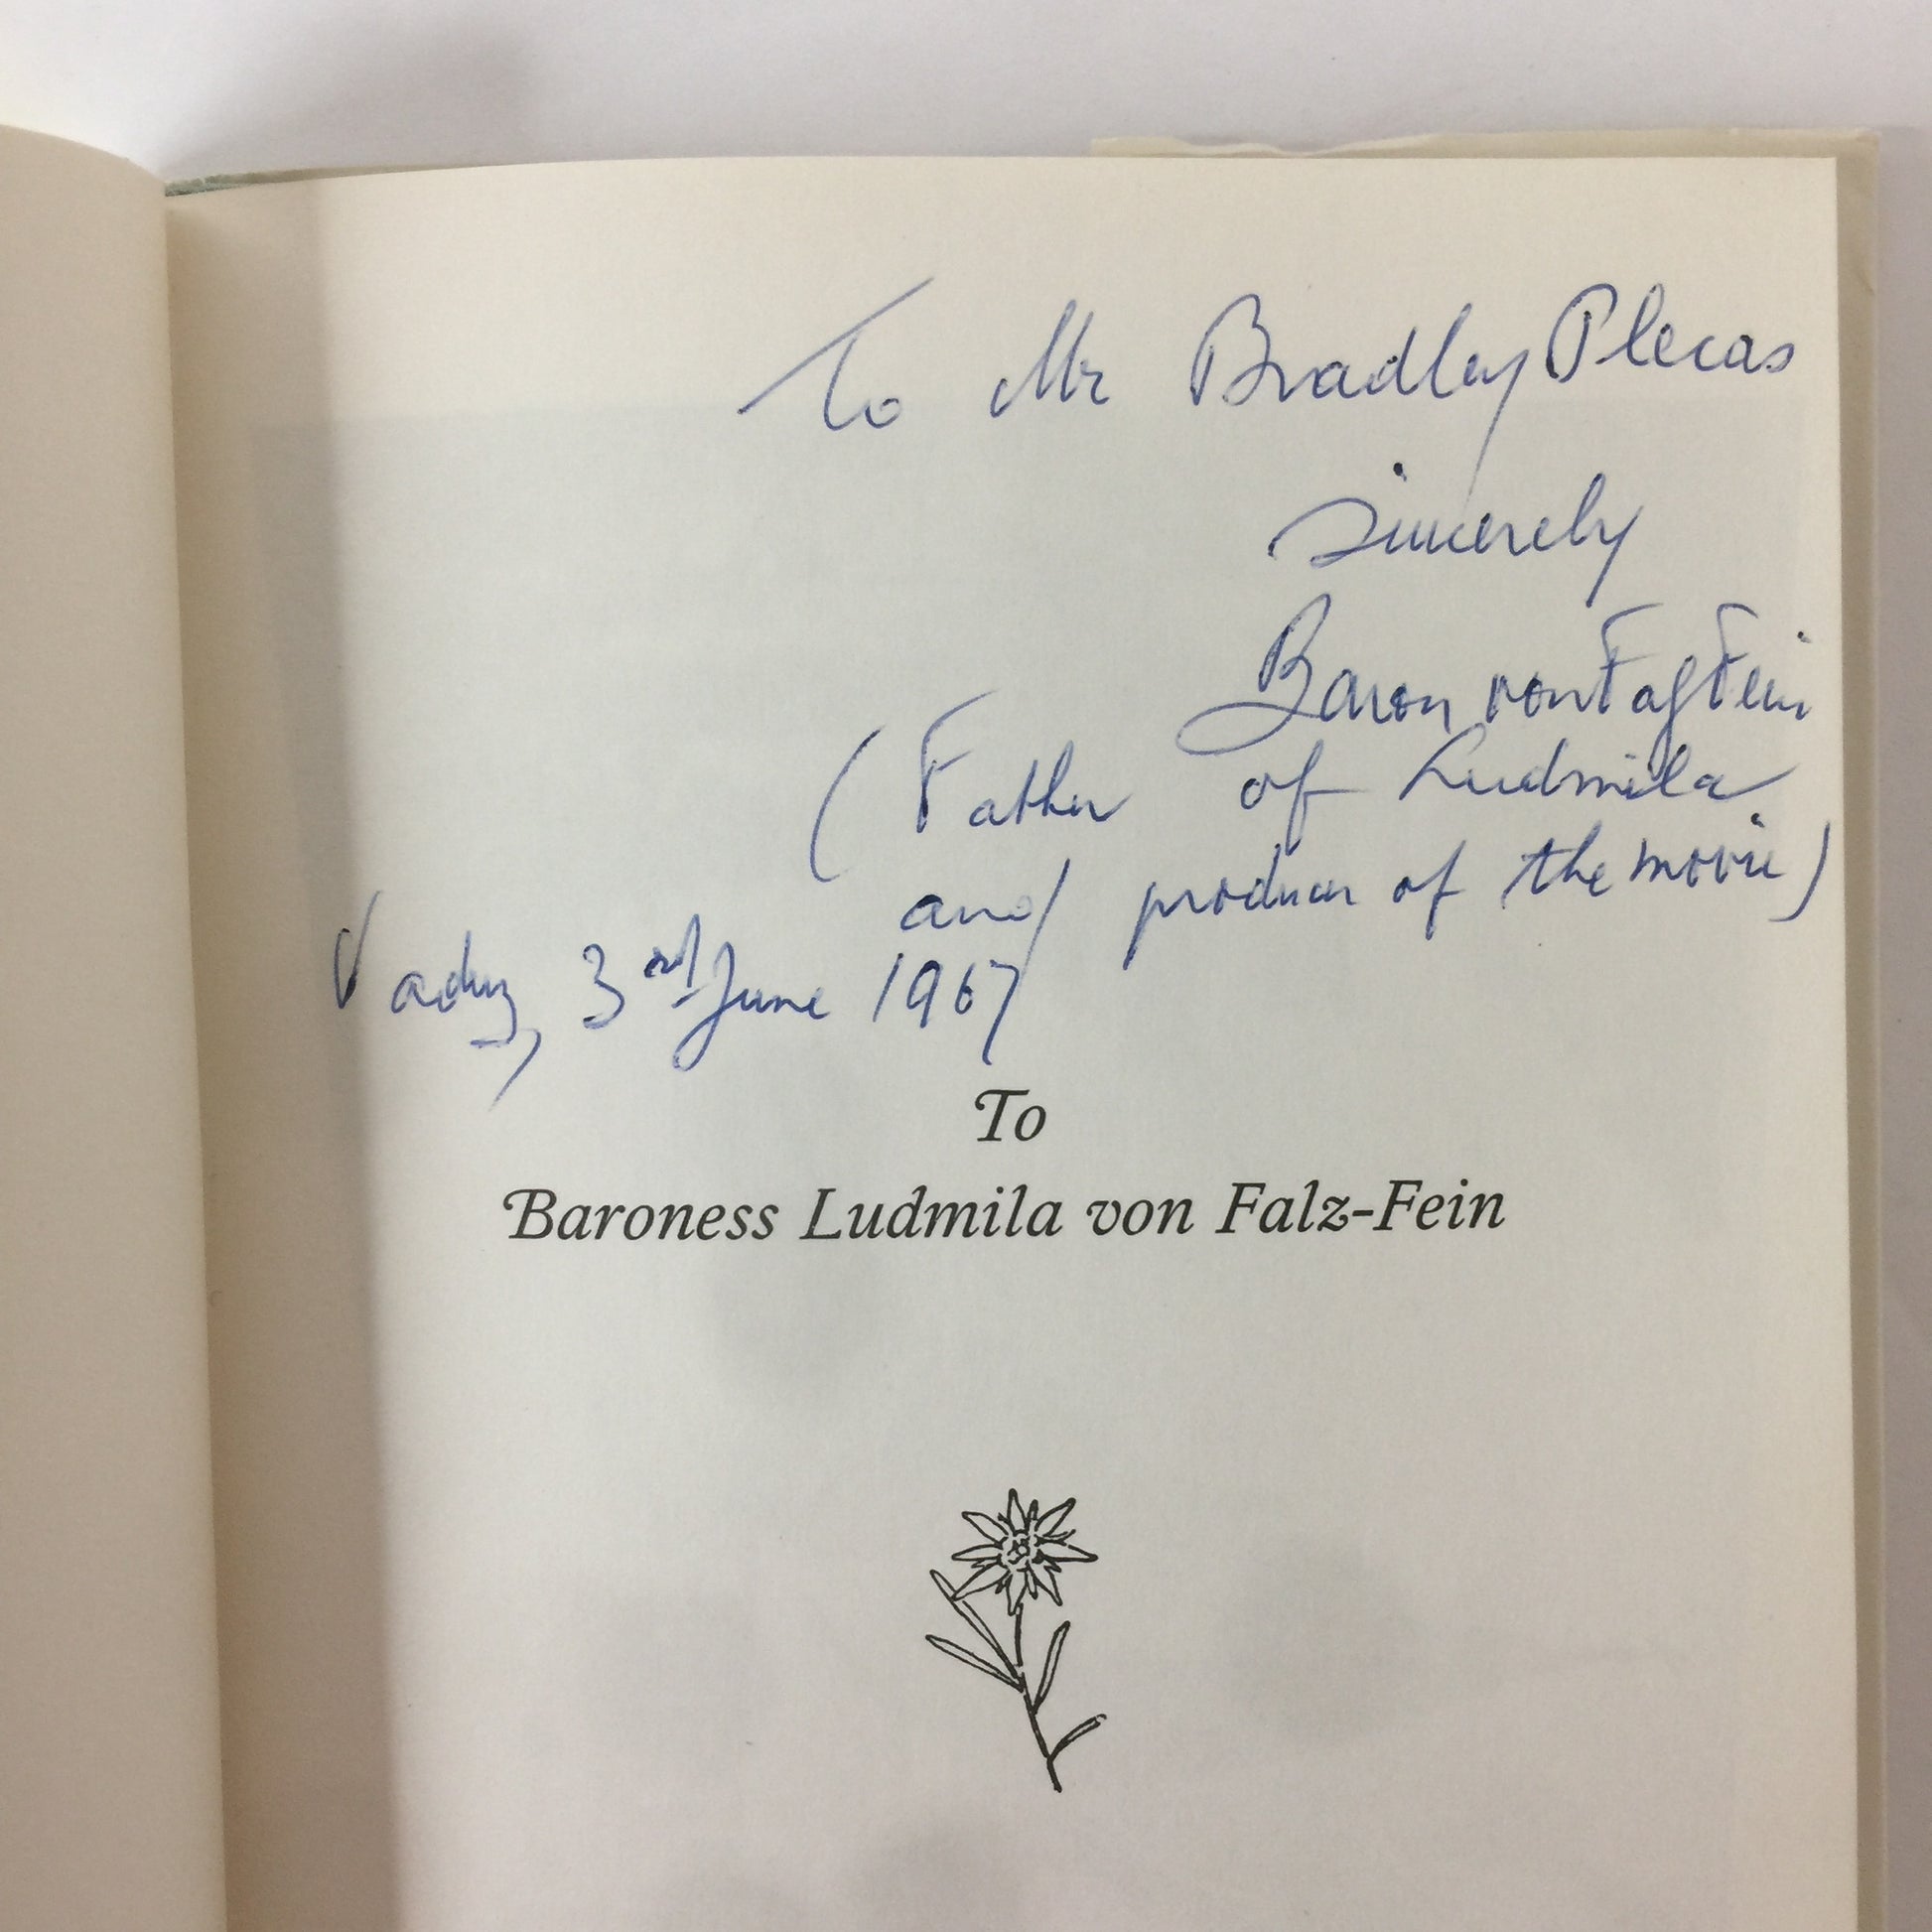 To Mr Bradley Plecas
sincerely
Baron von Falz Fein
(Father of Ludmila
and producer of the movie)
Vaduz, 3rd June 1967
To
Baroness Ludmila von Falz-Fein